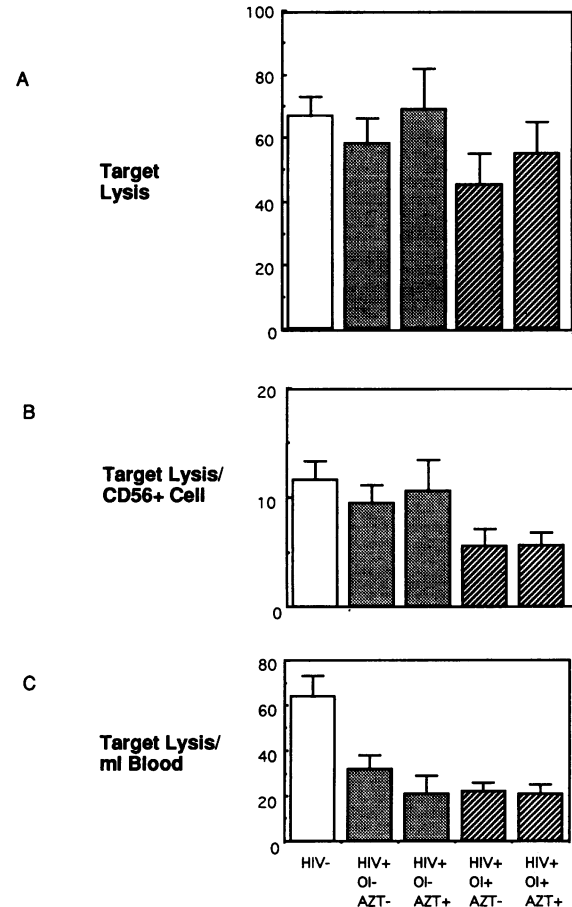 A
Target
Lysis
100
80
60
40
20
0
B
Target Lysis/
CD56+ Cell
20
10
0
C
Target Lysis/
ml Blood
80
60
40
20
0
HIV- HIV+ HIV+ HIV+ HIV+
OI- OI- OI+ OI+
AZT- AZT+ AZT- AZT+